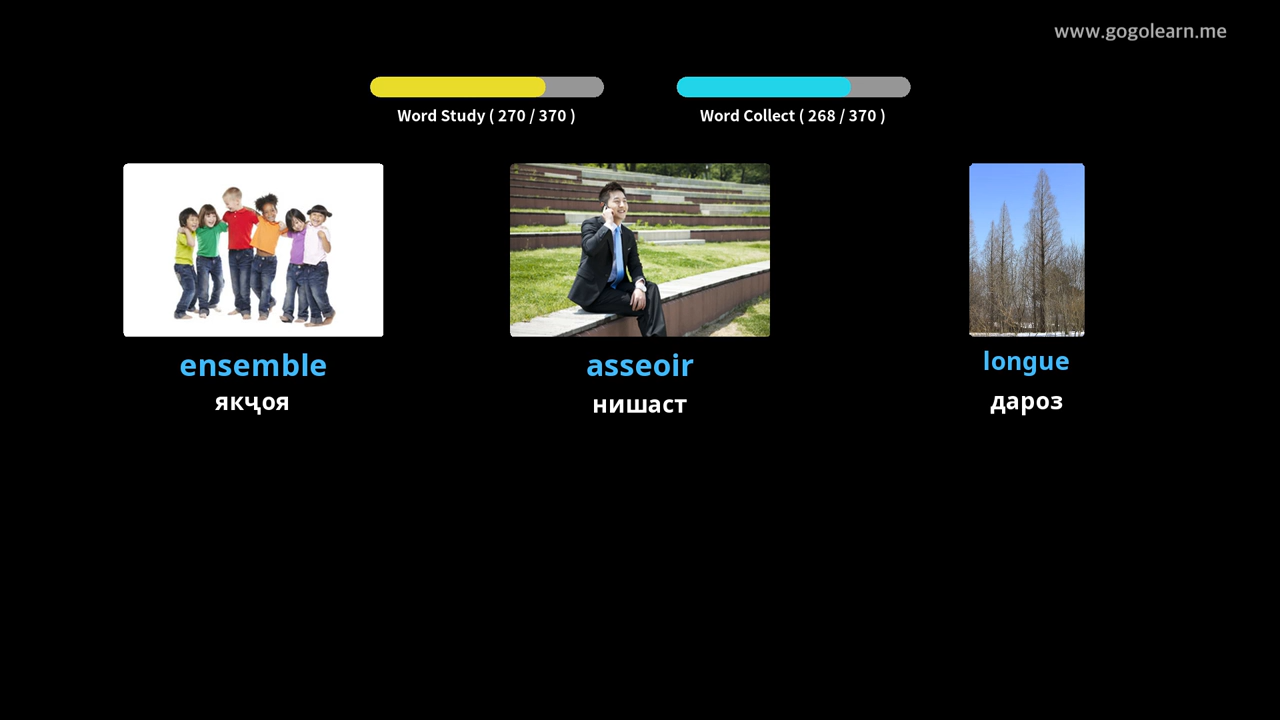 www.gogolearn.me
Word Study ( 270 / 370 )
Word Collect ( 268 / 370 )
ensemble
якҷоя
asseoir
нишаст
longue
дароз